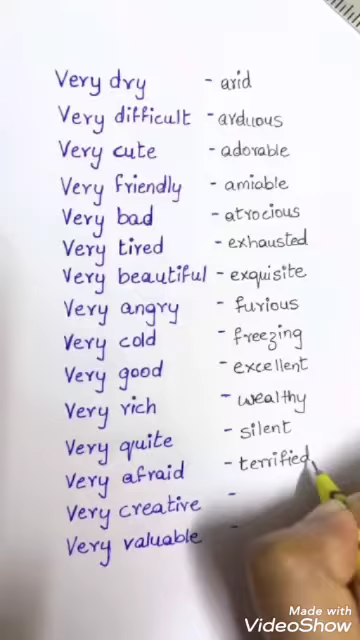 Very dry - arid
Very difficult - arduous
Very cute - adorable
Very friendly - amiable
Very bad - atrocious
Very tired - exhausted
Very beautiful - exquisite
Very angry - furious
Very cold - freezing
Very good - excellent
Very rich - wealthy
Very quite - silent
Very afraid - terrified
Very creative -
Very valuable -
Made with
VideoShow